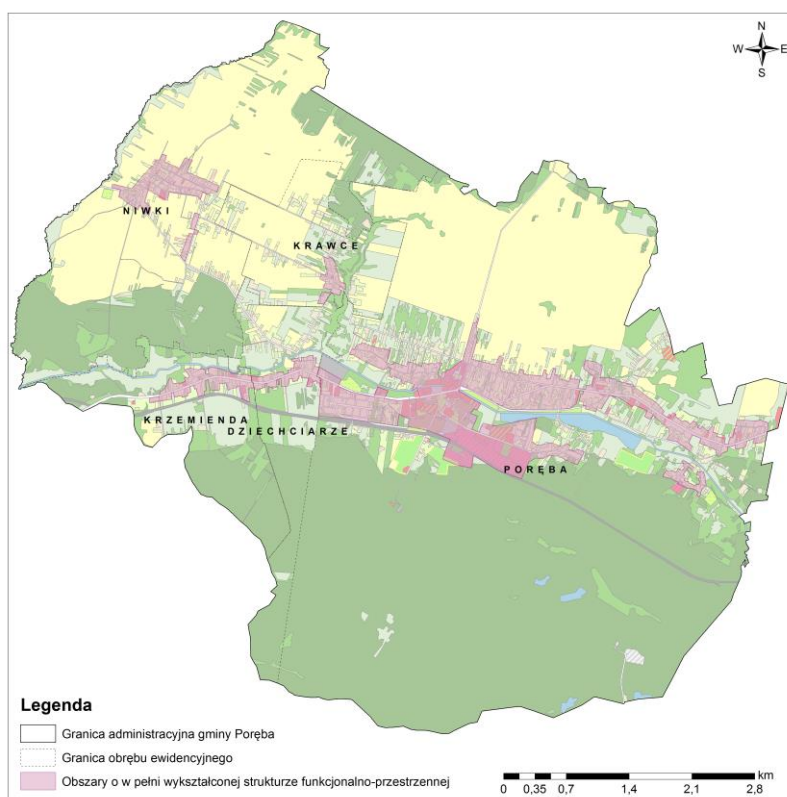 N
W E
S
NIWKI
KRAWCE
KRZEMIENDA
DZIECHCIARZE
PORĘBA
Legenda
Granica administracyjna gminy Poręba
Granica obrębu ewidencyjnego
Obszary o w pełni wykształconej strukturze funkcjonalno-przestrzennej
km
0 0,35 0,7 1,4 2,1 2,8